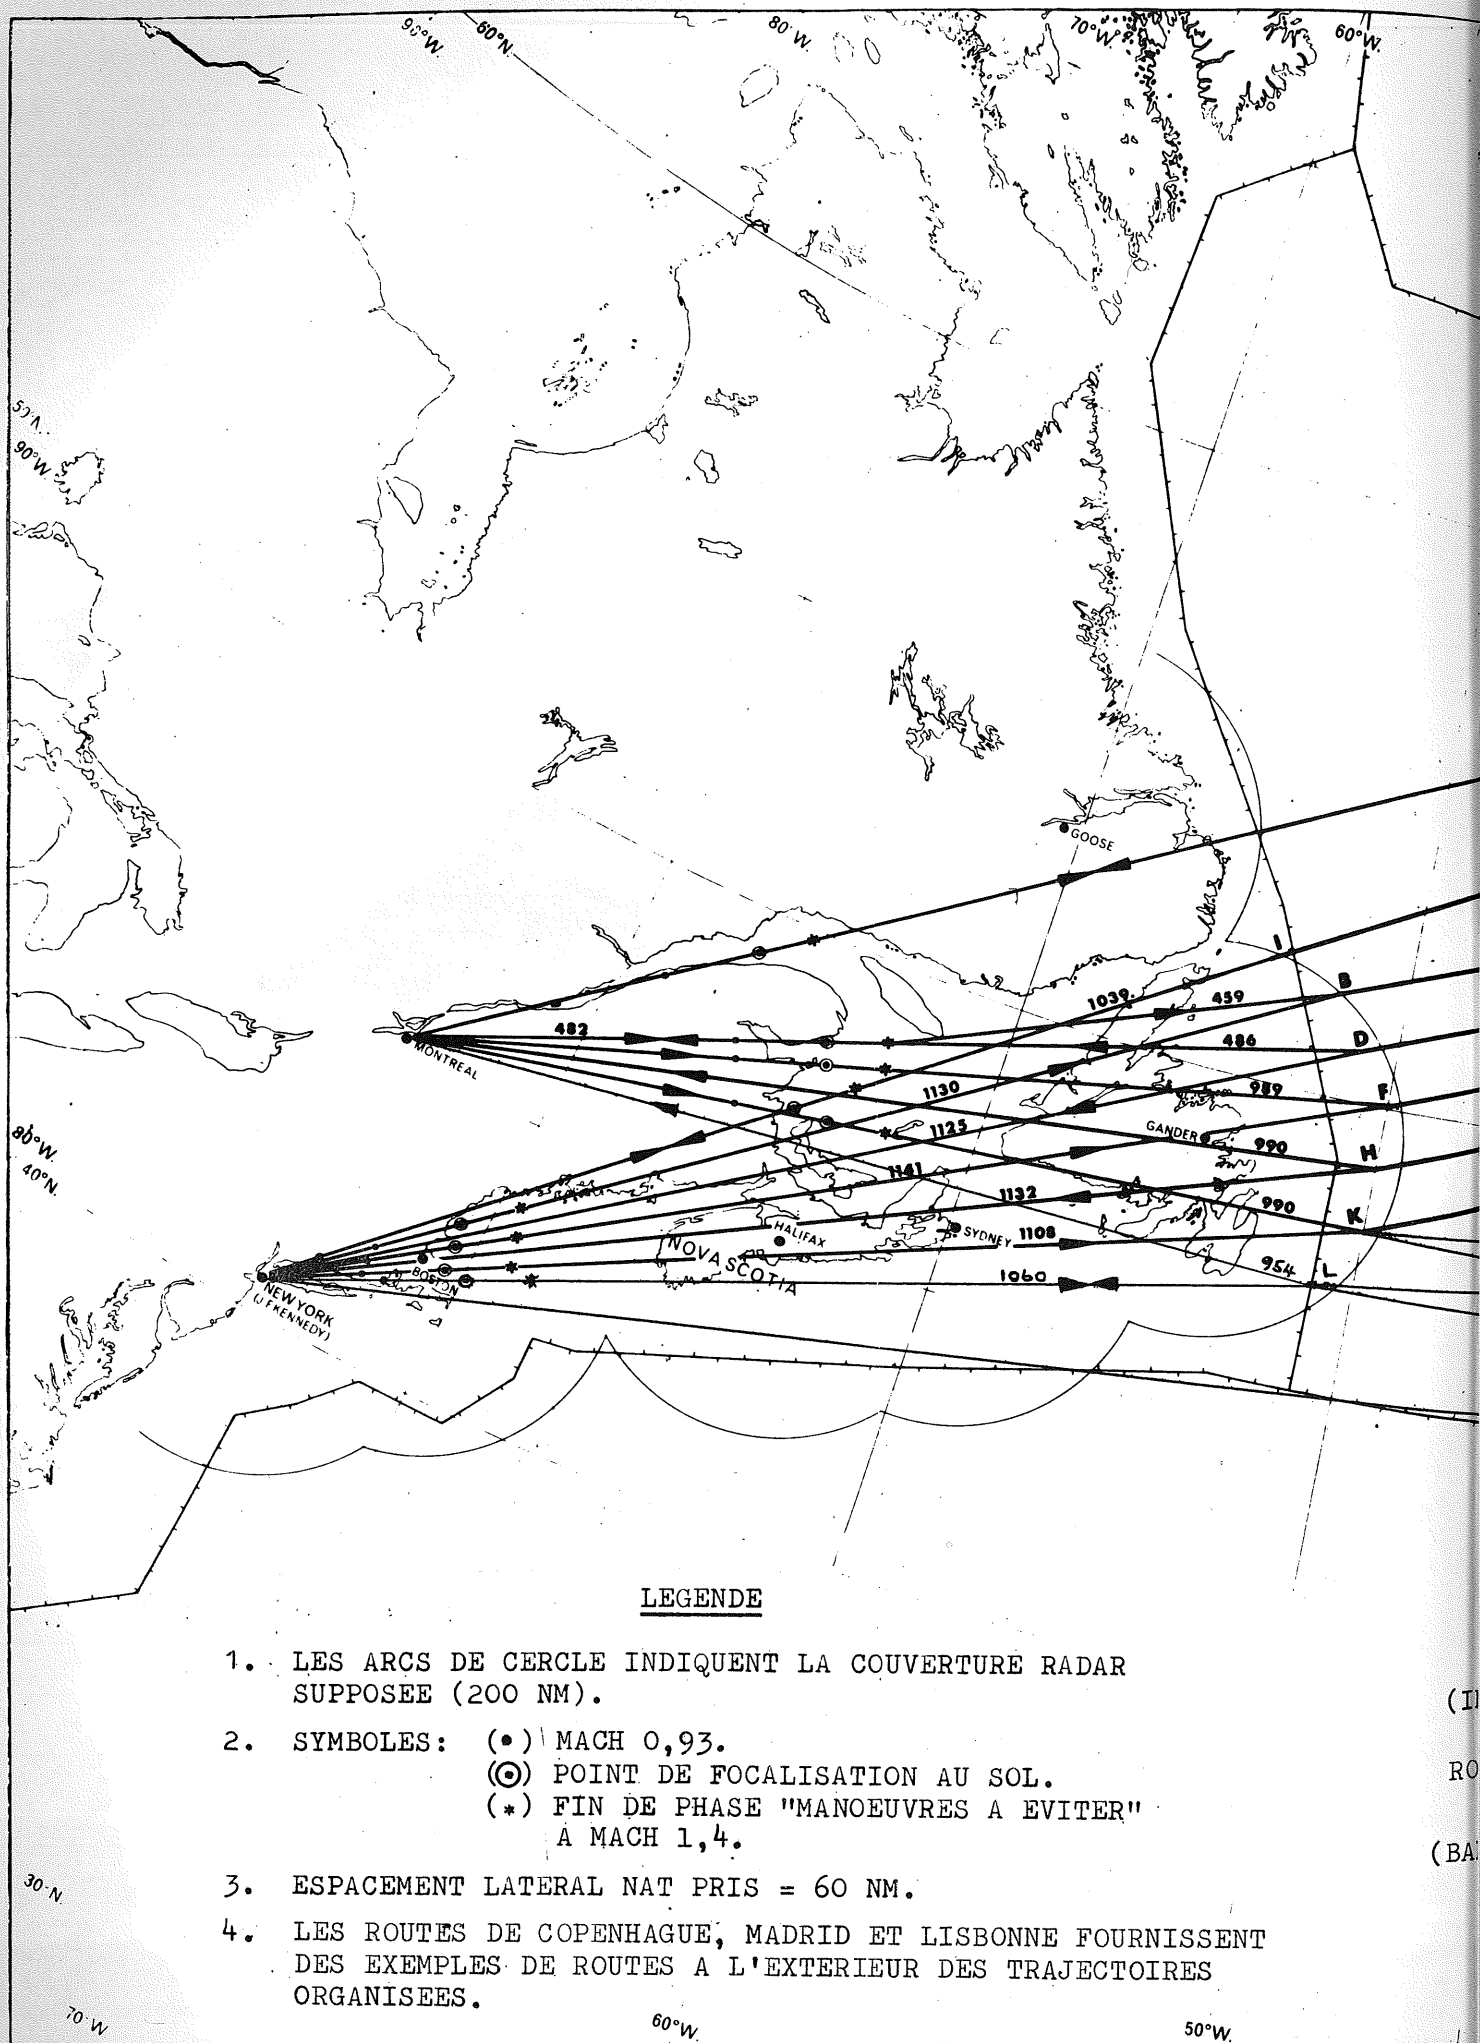 90°W.
60°N.
80°W.
70°W.
60°W.
90°W.
GOOSE
I
B
1039
459
482
MONTREAL
486
D
1130
989
F
1125
GANDER
990
H
80°W.
40°N.
1141
1132
990
K
HALIFAX
SYDNEY
1108
NOVA SCOTIA
954
L
BOSTON
1060
NEW YORK
(J F KENNEDY)
LEGENDE
1. LES ARCS DE CERCLE INDIQUENT LA COUVERTURE RADAR
SUPPOSEE (200 NM).
2. SYMBOLES: (•) MACH 0,93.
(⊙) POINT DE FOCALISATION AU SOL.
(*) FIN DE PHASE "MANOEUVRES A EVITER"
A MACH 1,4.
3. ESPACEMENT LATERAL NAT PRIS = 60 NM.
4. LES ROUTES DE COPENHAGUE, MADRID ET LISBONNE FOURNISSENT
DES EXEMPLES DE ROUTES A L'EXTERIEUR DES TRAJECTOIRES
ORGANISEES.
RO
(BA
30°N
70°W
60°W.
50°W.